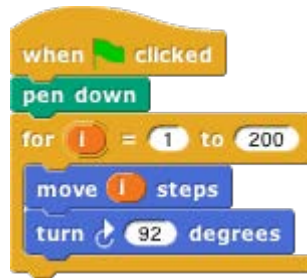 when clicked
pen down
for i = 1 to 200
move i steps
turn 92 degrees